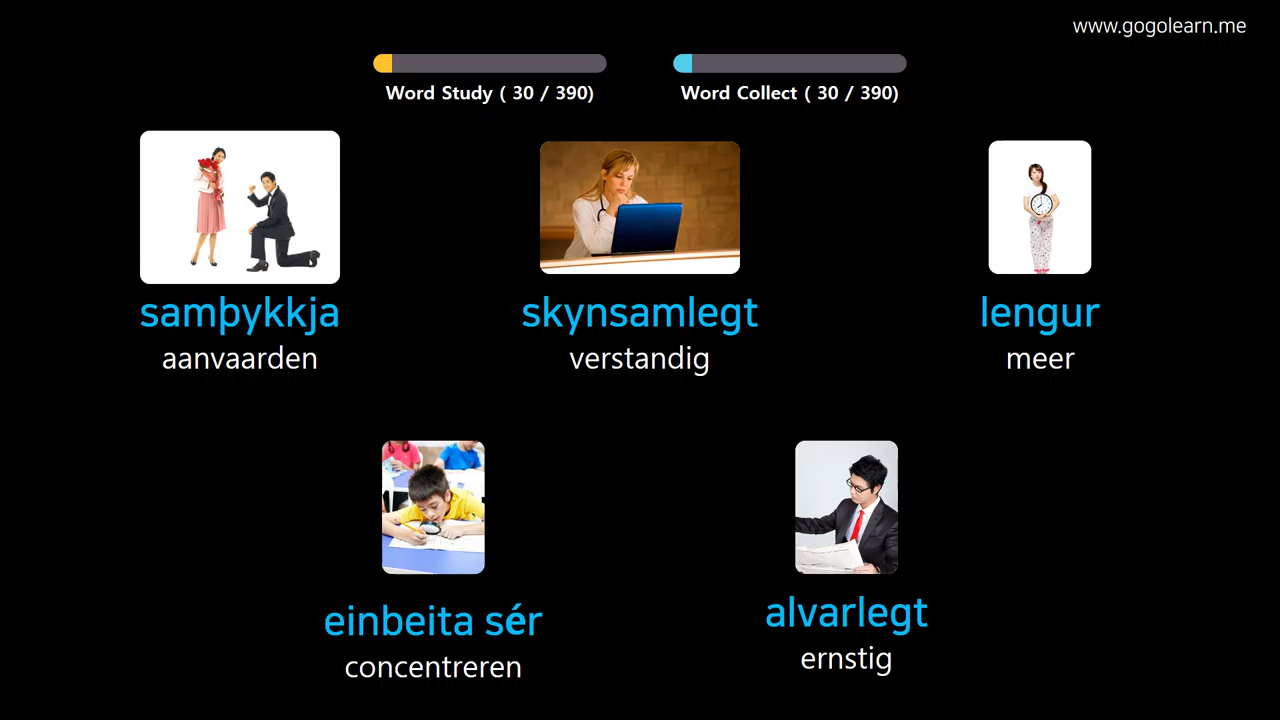 www.gogolearn.me
Word Study ( 30 / 390)
Word Collect ( 30 / 390)
samþykkja
aanvaarden
skynsamlegt
verstandig
lengur
meer
einbeita sér
concentreren
alvarlegt
ernstig